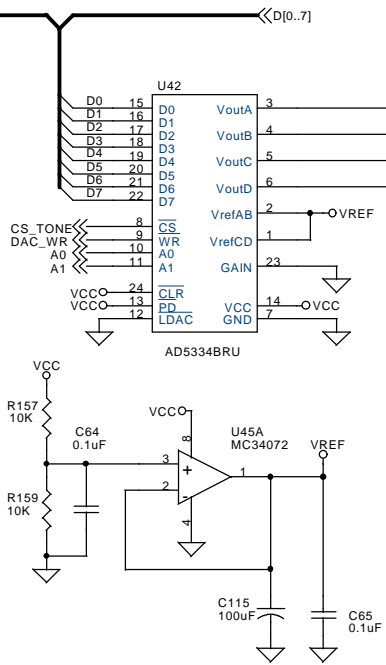 D[0..7]
U42
D0 15 D0 VoutA 3
D1 16 D1
D2 17 D2 VoutB 4
D3 18 D3
D4 19 D4 VoutC 5
D5 20 D5
D6 21 D6 VoutD 6
D7 22 D7
VrefAB 2 VREF
CS_TONE 8 CS
DAC_WR 9 WR VrefCD 1
A0 10 A0
A1 11 A1 GAIN 23
VCC 24 CLR
VCC 13 PD VCC 14 VCC
12 LDAC GND 7
AD5334BRU
VCC
R157
10K
C64
0.1uF
VCC
8
U45A
MC34072
VREF
3 +
1
2 -
4
R159
10K
C115
100uF
C65
0.1uF